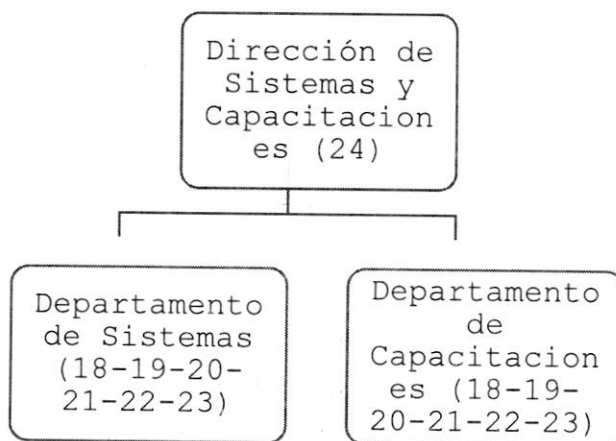 Dirección de
Sistemas y
Capacitacion
es (24)
Departamento
de Sistemas
(18-19-20-
21-22-23)
Departamento
de
Capacitacion
es (18-19-
20-21-22-23)